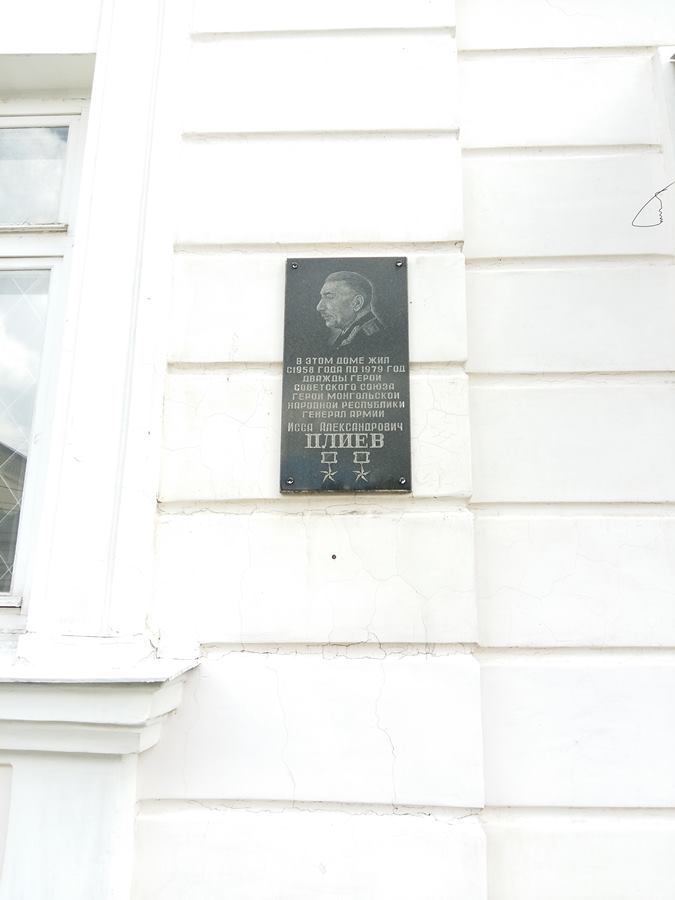 В ЭТОМ ДОМЕ ЖИЛ
С 1958 ГОДА ПО 1979 ГОД
ДВАЖДЫ ГЕРОЙ
СОВЕТСКОГО СОЮЗА
ГЕРОЙ МОНГОЛЬСКОЙ
НАРОДНОЙ РЕСПУБЛИКИ
ГЕНЕРАЛ АРМИИ
ИССА АЛЕКСАНДРОВИЧ
ПЛИЕВ